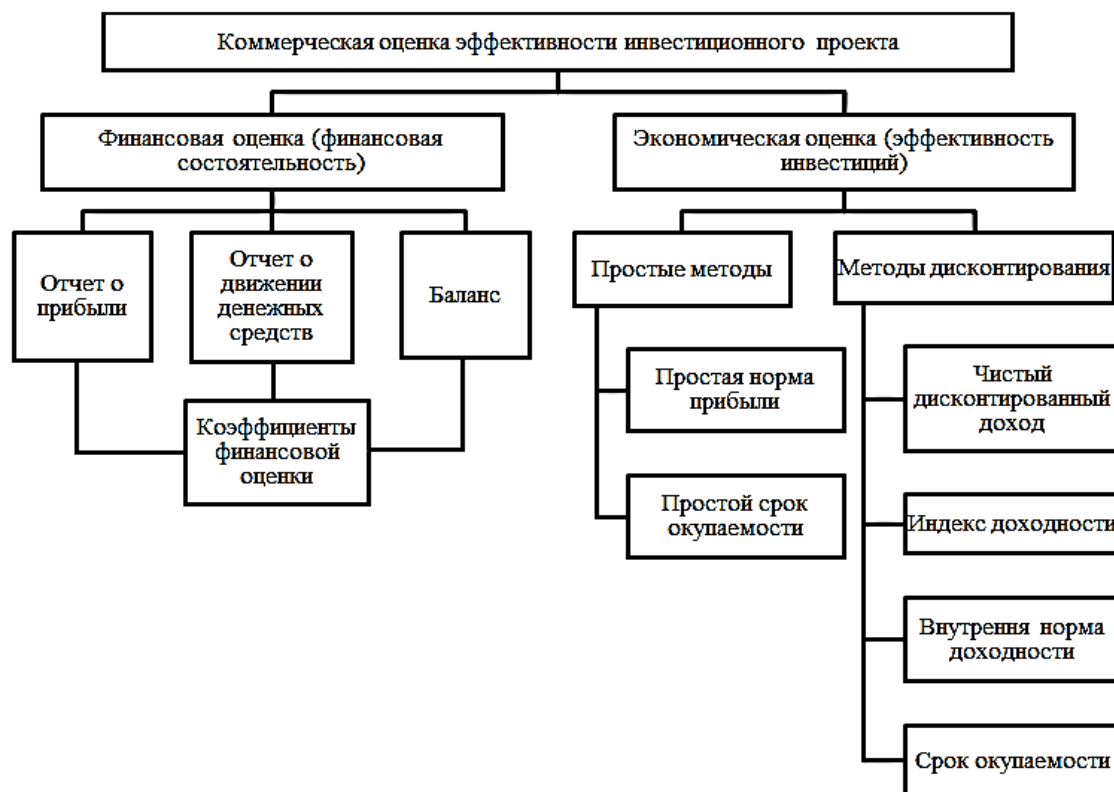 Коммерческая оценка эффективности инвестиционного проекта
Финансовая оценка (финансовая
состоятельность)
Экономическая оценка (эффективность
инвестиций)
Отчет о
прибыли
Отчет о
движении
денежных
средств
Баланс
Коэффициенты
финансовой
оценки
Простые методы
Методы дисконтирования
Простая норма
прибыли
Простой срок
окупаемости
Чистый
дисконтированный
доход
Индекс доходности
Внутрення норма
доходности
Срок окупаемости